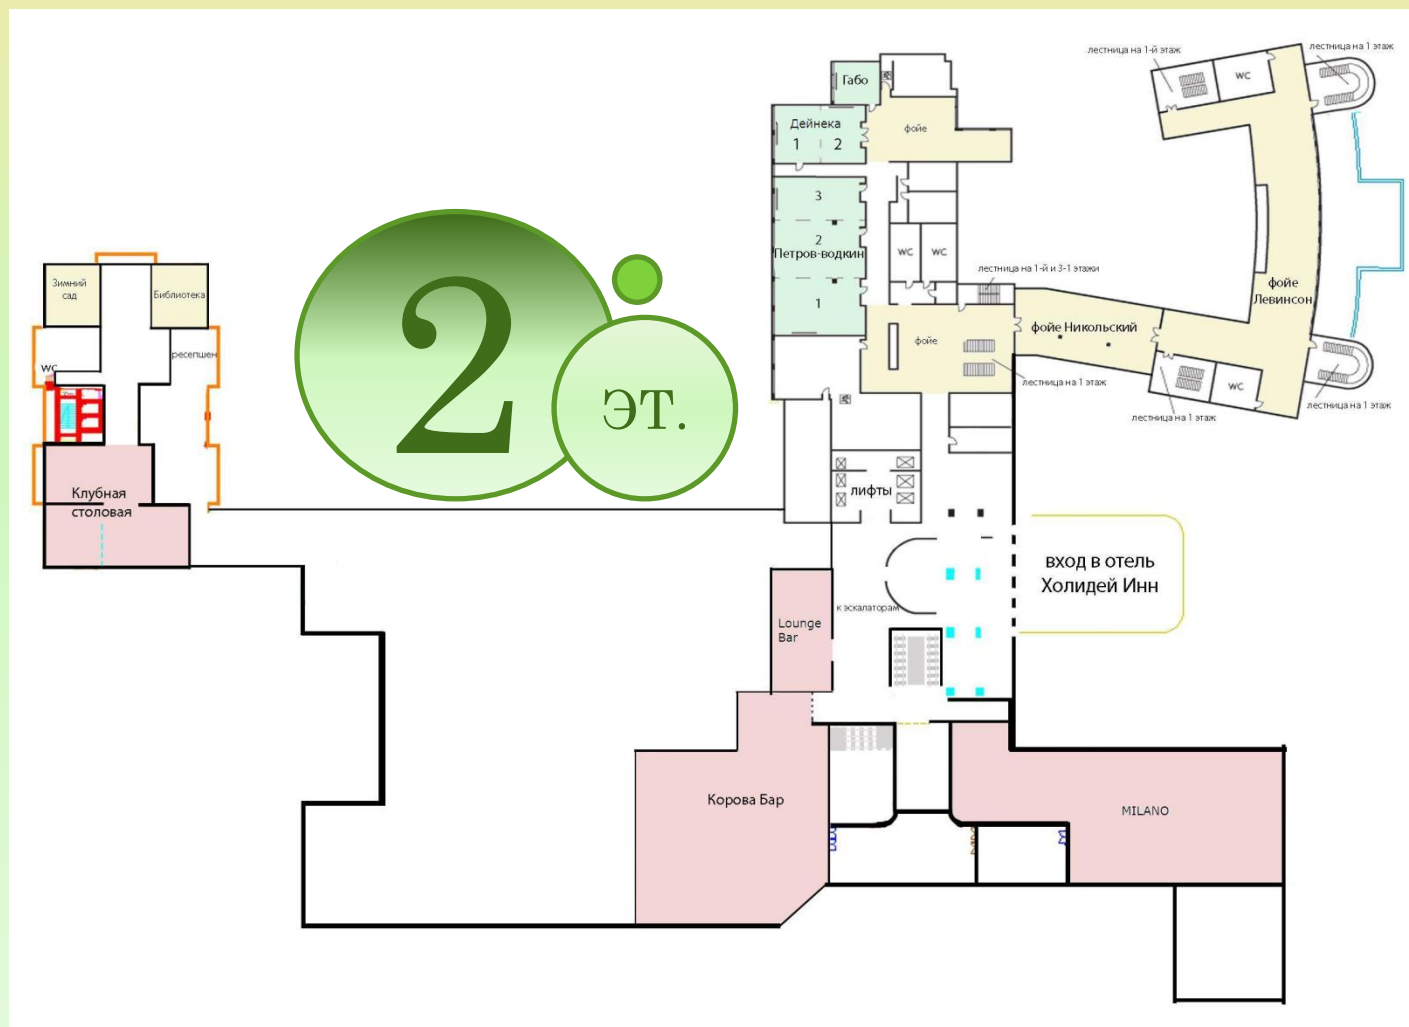 лестница на 1-й этаж
лестница на 1 этаж
WC
Габо
Дейнека
1 2
фойе
3
2
Петров-водкин
1
WC WC
лестница на 1-й и 3-1 этажи
фойе
Левинсон
фойе Никольский
фойе
лестница на 1 этаж
WC
лестница на 1 этаж
лестница на 1 этаж
2
эт.
Зимний
сад
Библиотека
ресепшен
WC
Клубная
столовая
лифты
вход в отель
Холидей Инн
к эскалаторам
Lounge
Bar
Корова Бар
MILANO